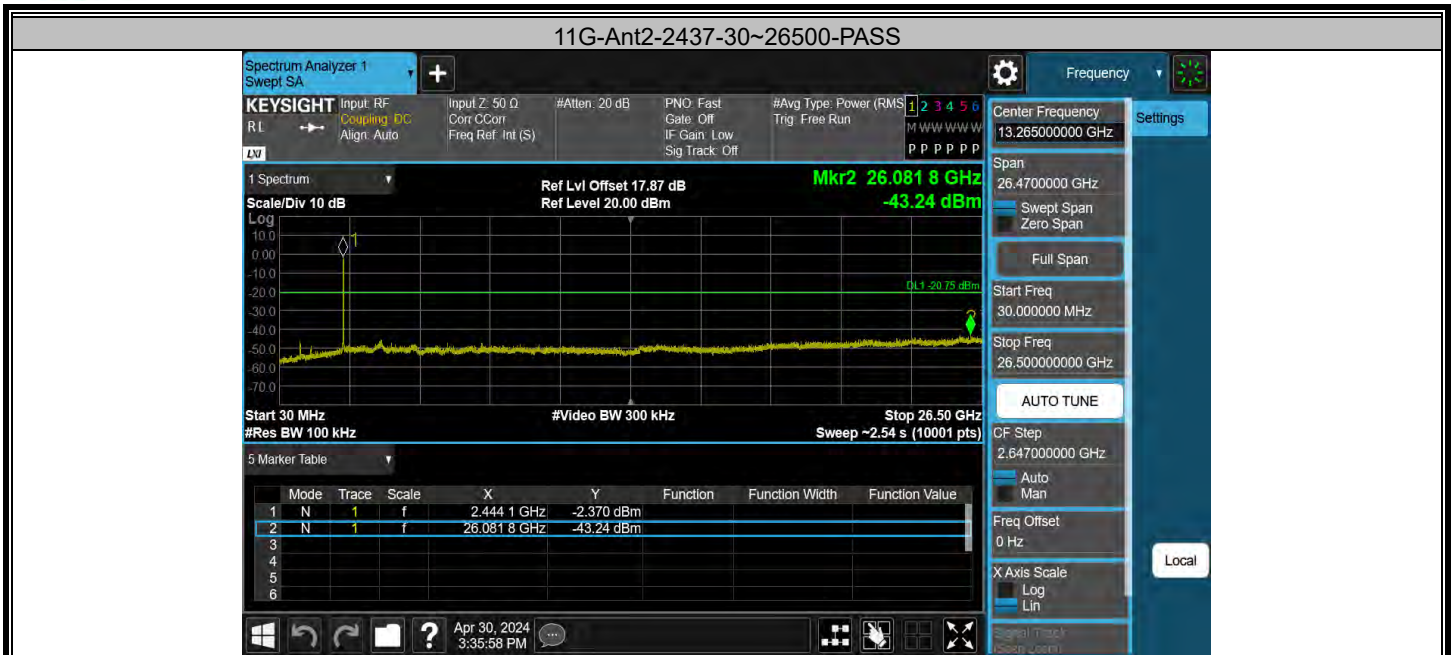 11G-Ant2-2437-30~26500-PASS
Spectrum Analyzer 1
Swept SA
+
Frequency
KEYSIGHT
RL
LXI
Input: RF
Coupling: DC
Align: Auto
Input Z: 50 Ω
Corr CCorr
Freq Ref: Int (S)
#Atten: 20 dB
PNO: Fast
Gate: Off
IF Gain: Low
Sig Track: Off
#Avg Type: Power (RMS
Trig: Free Run
1 2 3 4 5 6
M W W W W W
P P P P P P
1 Spectrum
Scale/Div 10 dB
Ref Lvl Offset 17.87 dB
Ref Level 20.00 dBm
Mkr2 26.081 8 GHz
-43.24 dBm
Log
10.0
0.00
-10.0
-20.0
-30.0
-40.0
-50.0
-60.0
-70.0
1
DL1 -20.75 dBm
2
Start 30 MHz
#Res BW 100 kHz
#Video BW 300 kHz
Stop 26.50 GHz
Sweep ~2.54 s (10001 pts)
5 Marker Table
Mode Trace Scale X Y Function Function Width Function Value
1 N 1 f 2.444 1 GHz -2.370 dBm
2 N 1 f 26.081 8 GHz -43.24 dBm
3
4
5
6
Apr 30, 2024
3:35:58 PM
Center Frequency
13.265000000 GHz
Span
26.4700000 GHz
Swept Span
Zero Span
Full Span
Start Freq
30.000000 MHz
Stop Freq
26.500000000 GHz
AUTO TUNE
CF Step
2.647000000 GHz
Auto
Man
Freq Offset
0 Hz
X Axis Scale
Log
Lin
Signal Track
(Span Zoom)
Settings
Local